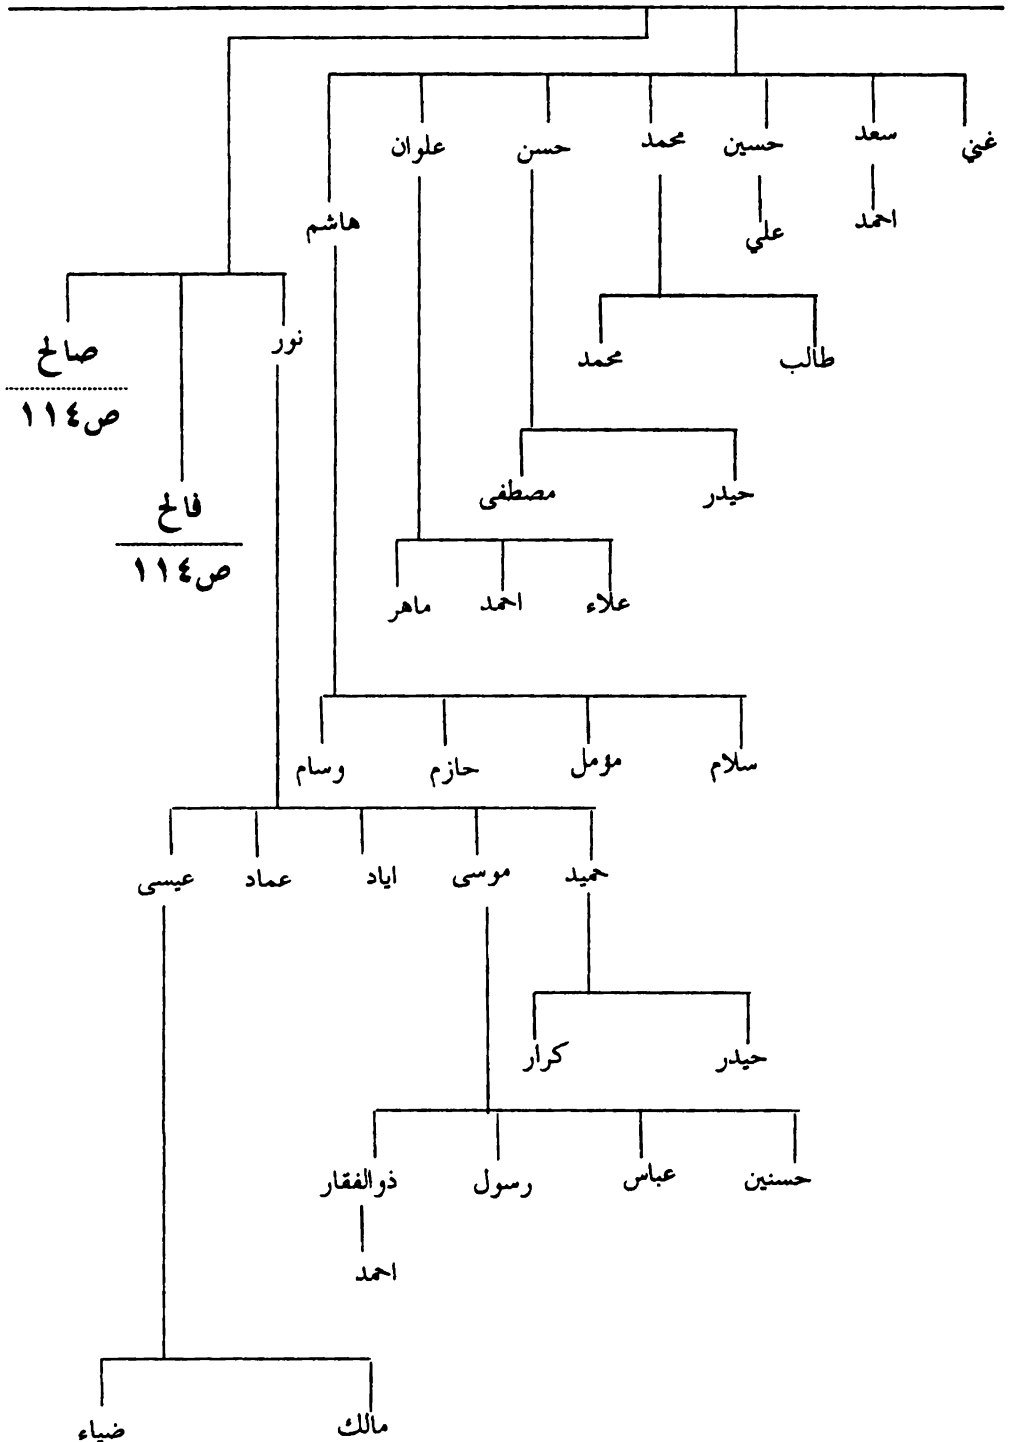 غني سعد حسين محمد حسن علوان
هاشم
احمد علي
نور صالح
ص١١٤
طالب محمد
حيدر مصطفى
فالح
ص١١٤
علاء احمد ماهر
سلام مؤمل حازم وسام
حميد موسى اياد عماد عيسى
حيدر كرار
حسنين عباس رسول ذوالفقار
احمد
مالك ضياء